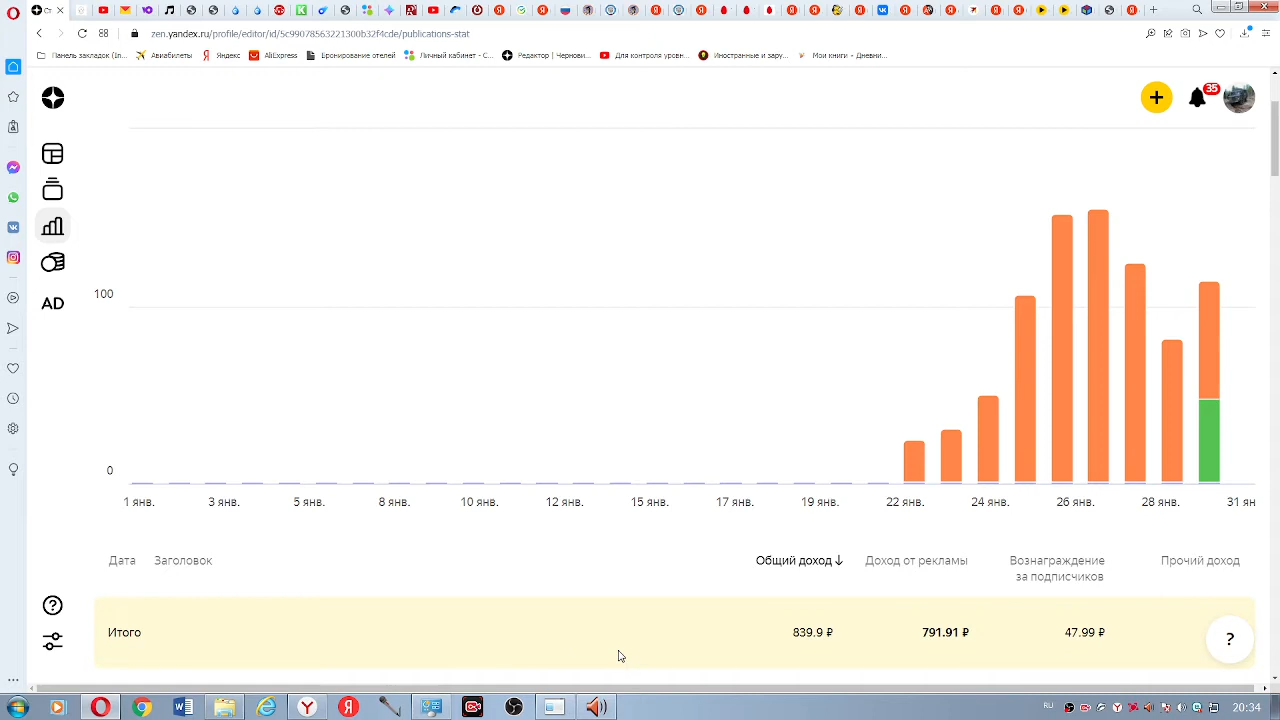 Ст
zen.yandex.ru/profile/editor/id/5c99078563221300b32f4cde/publications-stat
Панель закладок (In... Авиабилеты Яндекс AliExpress Бронирование отелей Личный кабинет - С... Редактор | Чернови... Для контроля уровн... Иностранные и зару... Мои книги - Дневни...
35
AD
100
0
1 янв. 3 янв. 5 янв. 8 янв. 10 янв. 12 янв. 15 янв. 17 янв. 19 янв. 22 янв. 24 янв. 26 янв. 28 янв. 31 ян
Дата Заголовок Общий доход ↓ Доход от рекламы Вознаграждение за подписчиков Прочий доход
Итого 839.9 ₽ 791.91 ₽ 47.99 ₽
?
RU 20:34